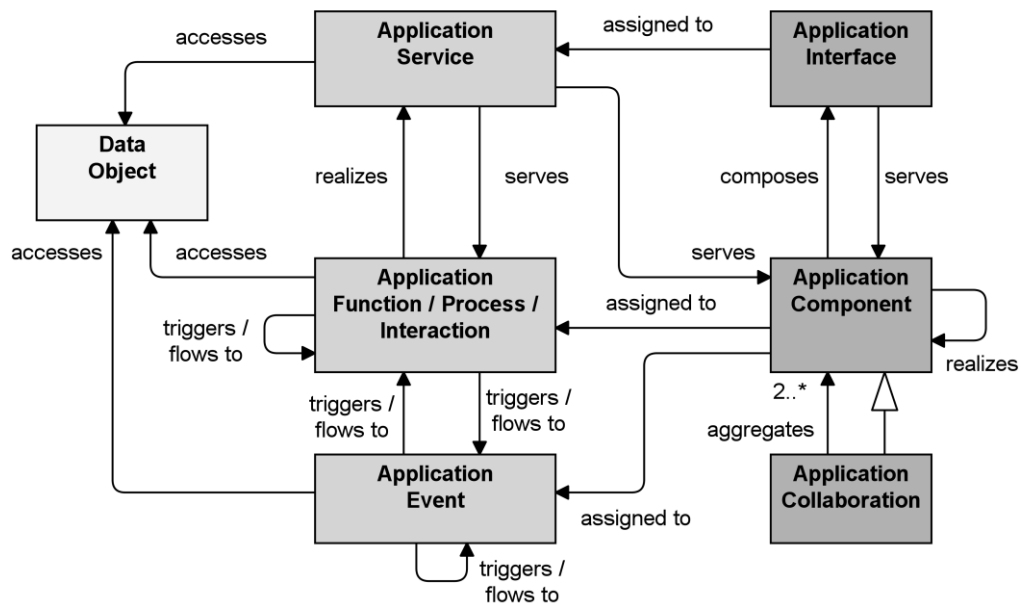 accesses
Application
Service
assigned to
Application
Interface
Data
Object
realizes
serves
composes
serves
accesses
accesses
serves
Application
Function / Process /
Interaction
assigned to
Application
Component
triggers /
flows to
realizes
triggers /
flows to
triggers /
flows to
2..*
aggregates
Application
Event
assigned to
Application
Collaboration
triggers /
flows to